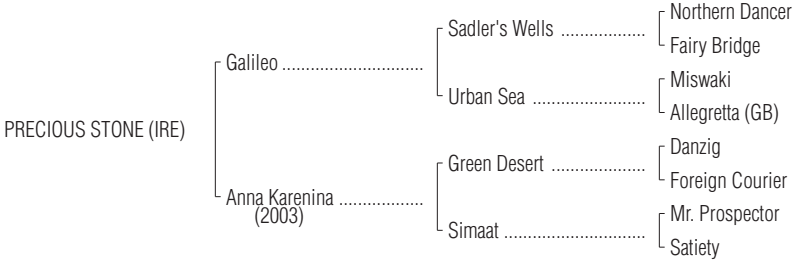 Northern Dancer
Sadler's Wells ....................
Fairy Bridge
Galileo ..................................
Miswaki
Urban Sea ...........................
Allegretta (GB)
PRECIOUS STONE (IRE)
Danzig
Green Desert ......................
Foreign Courier
Anna Karenina ....................
(2003)
Mr. Prospector
Simaat .................................
Satiety